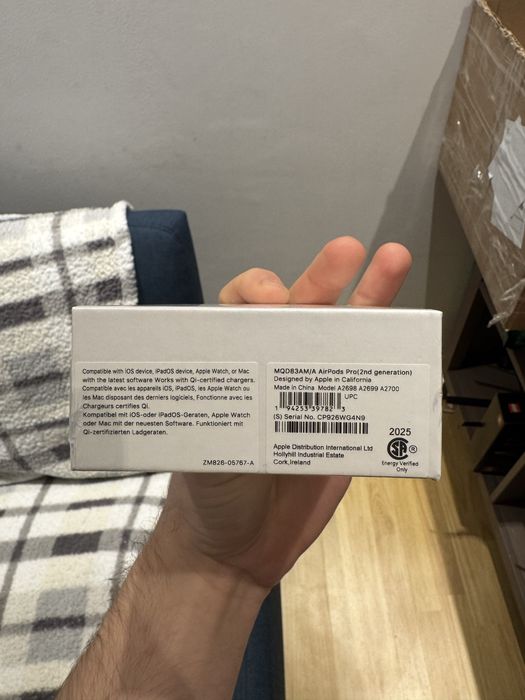 Compatible with iOS device, iPadOS device, Apple Watch, or Mac
with the latest software Works with Qi-certified chargers.
Compatible avec les appareils iOS, iPadOS, les Apple Watch ou
les Mac disposant des derniers logiciels, Fonctionne avec les
Chargeurs certifies Qi.
Kompatibel mit iOS-oder iPadOS-Geraten, Apple Watch
oder Mac mit der neuesten Software. Funktioniert mit
Qi-zertifizierten Ladgeraten.
ZM826-05767-A
MQD83AM/A AirPods Pro(2nd generation)
Designed by Apple in California
Made in China Model A2698 A2699 A2700
UPC
1 94253 39782 3
(S) Serial No. CP926WG4N9
Apple Distribution International Ltd
Hollyhill Industrial Estate
Cork,Ireland
2025
SA ®
Energy Verified
Only